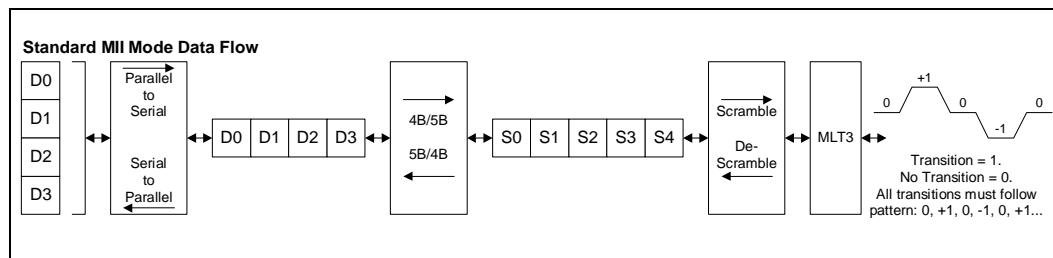 Standard MII Mode Data Flow
D0
D1
D2
D3
Parallel
to
Serial
Serial
to
Parallel
D0 D1 D2 D3
4B/5B
5B/4B
S0 S1 S2 S3 S4
Scramble
De-
Scramble
MLT3
0 +1 0 -1 0
Transition = 1.
No Transition = 0.
All transitions must follow
pattern: 0, +1, 0, -1, 0, +1...